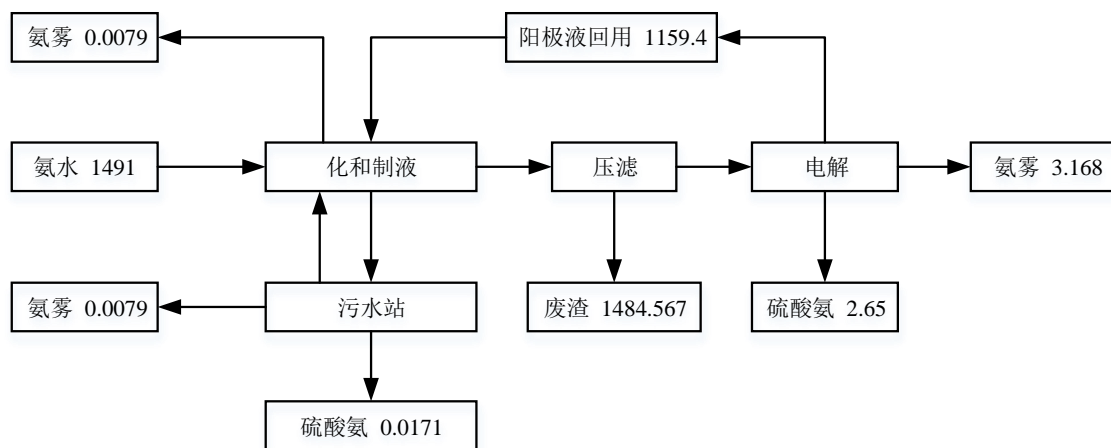 氨雾 0.0079
阳极液回用 1159.4
氨水 1491
化和制液
压滤
电解
氨雾 3.168
氨雾 0.0079
污水站
废渣 1484.567
硫酸氨 2.65
硫酸氨 0.0171